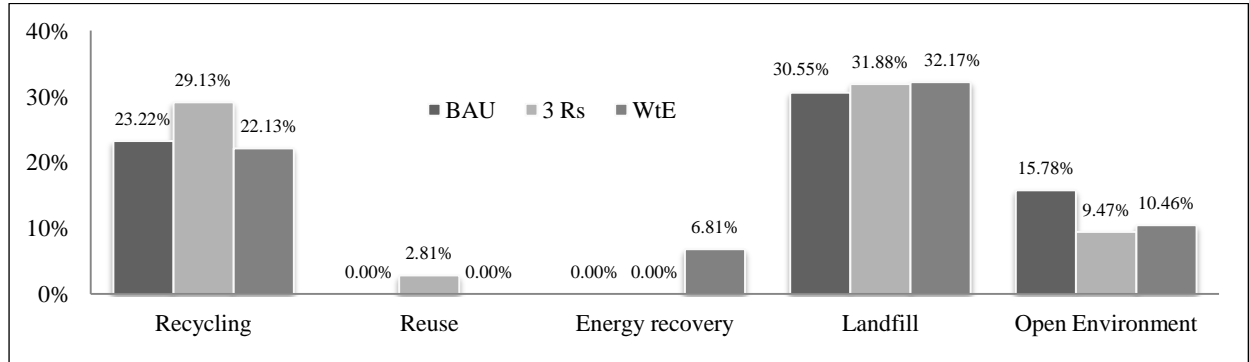 40%
30%
20%
10%
0%
BAU 3 Rs WtE
23.22% 29.13% 22.13%
0.00% 2.81% 0.00%
0.00% 0.00% 6.81%
30.55% 31.88% 32.17%
15.78% 9.47% 10.46%
Recycling Reuse Energy recovery Landfill Open Environment